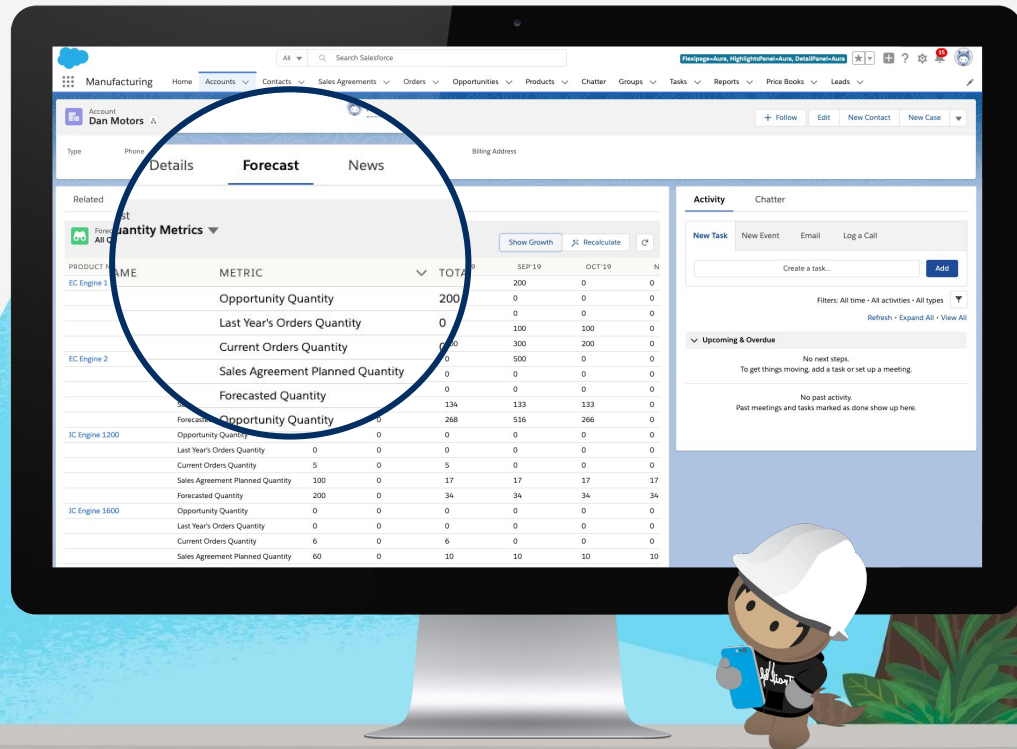 All Search Salesforce Flexipage=Aura, HighlightsPanel=Aura, DetailPanel=Aura 15
Manufacturing Home Accounts Contacts Sales Agreements Orders Opportunities Products Chatter Groups Tasks Reports Price Books Leads
Account
Dan Motors
+ Follow Edit New Contact New Case
Type Phone Billing Address
Details Forecast News
Related
Quantity Metrics
Show Growth Recalculate
NAME METRIC TOTA SEP'19 OCT'19 N
EC Engine 1 200 0 0
Opportunity Quantity 200 0 0 0
Last Year's Orders Quantity 0 0 0 0
Current Orders Quantity 100 100 0
Sales Agreement Planned Quantity 300 200 0
EC Engine 2 0 500 0 0
Forecasted Quantity 0 0 0 0
0 0 0 0
134 133 133 0
Opportunity Quantity
Forecasted 268 516 266 0
IC Engine 1200 Opportunity Quantity 0 0 0 0
Last Year's Orders Quantity 0 0 0 0 0 0
Current Orders Quantity 5 0 5 0 0 0
Sales Agreement Planned Quantity 100 0 17 17 17 17
Forecasted Quantity 200 0 34 34 34 34
IC Engine 1600 Opportunity Quantity 0 0 0 0 0 0
Last Year's Orders Quantity 0 0 0 0 0 0
Current Orders Quantity 6 0 6 0 0 0
Sales Agreement Planned Quantity 60 0 10 10 10 10
Activity Chatter
New Task New Event Email Log a Call
Create a task... Add
Filters: All time • All activities • All types
Refresh • Expand All • View All
Upcoming & Overdue
No next steps.
To get things moving, add a task or set up a meeting.
No past activity.
Past meetings and tasks marked as done show up here.